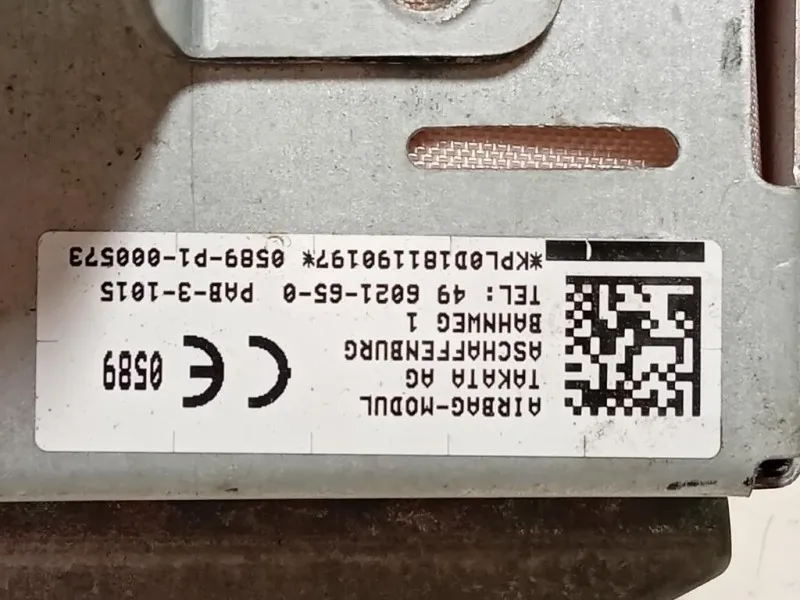 AIRBAG-MODUL
TAKATA AG
ASCHAFFENBURG
BAHNWEG 1
TEL: 49 6021-65-0 PAB-3-1015
*KPL0D181190197* 0589-P1-000573
CE 0589